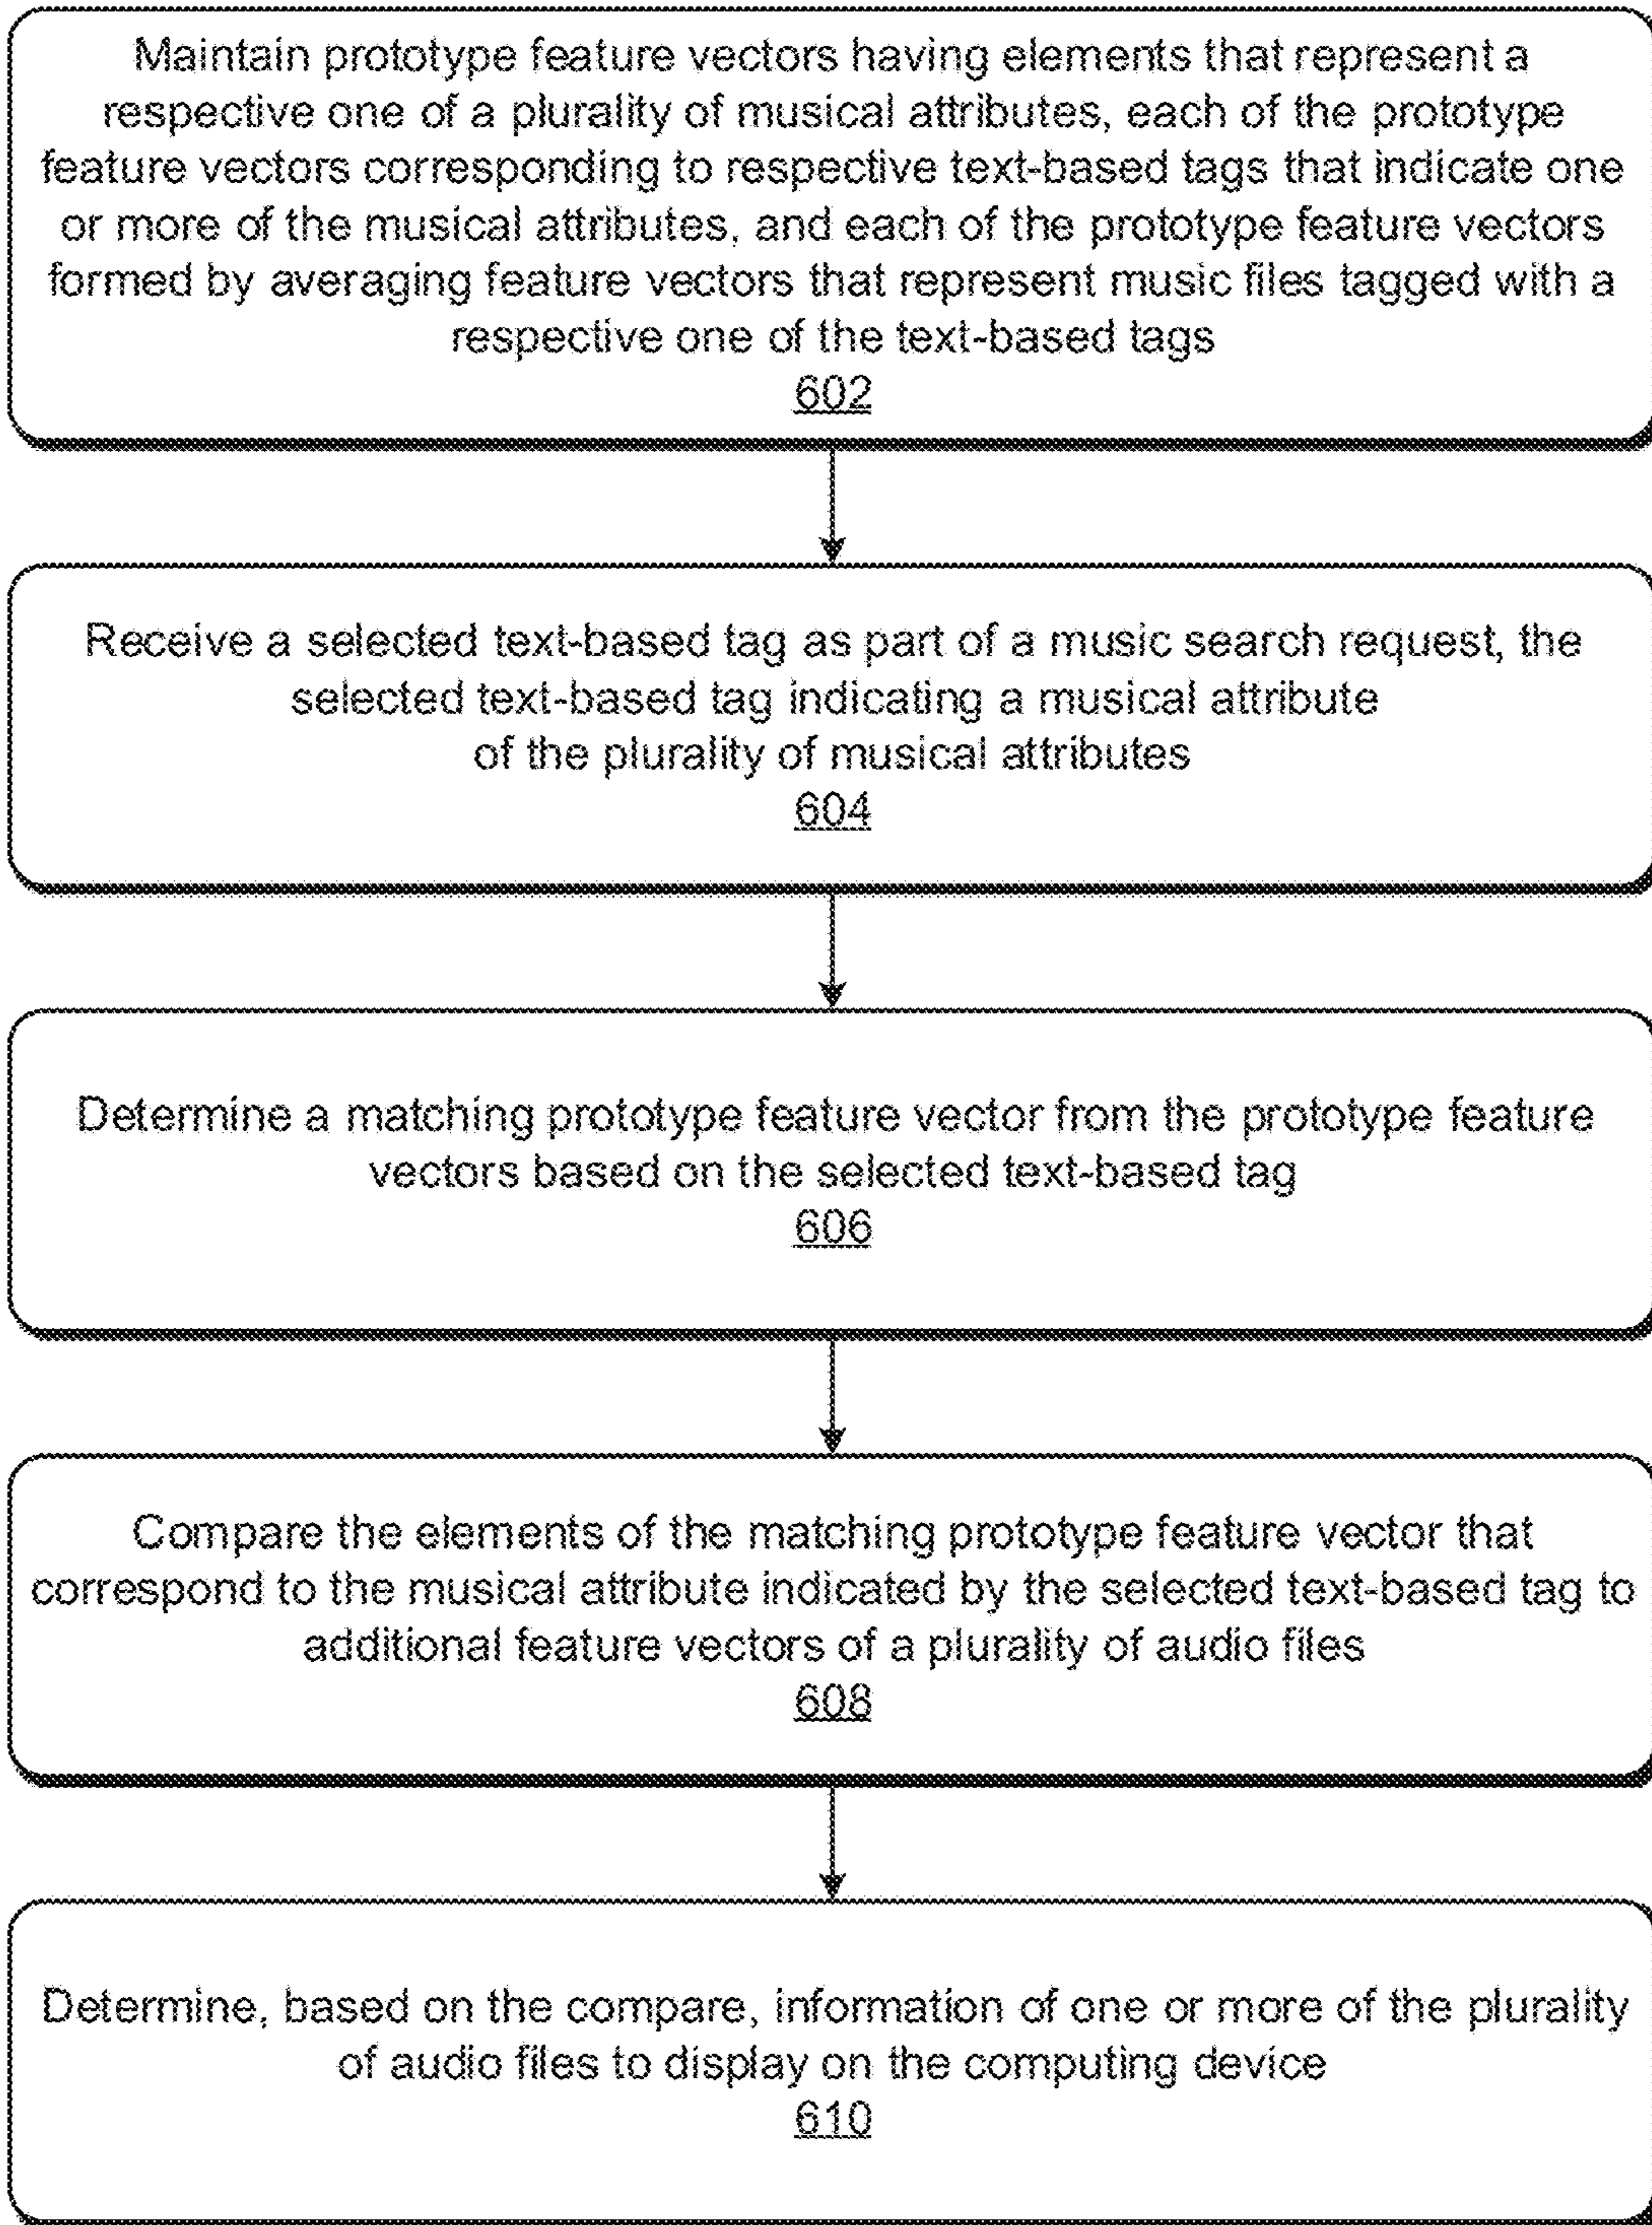 Maintain prototype feature vectors having elements that represent a
respective one of a plurality of musical attributes, each of the prototype
feature vectors corresponding to respective text-based tags that indicate one
or more of the musical attributes, and each of the prototype feature vectors
formed by averaging feature vectors that represent music files tagged with a
respective one of the text-based tags
602
Receive a selected text-based tag as part of a music search request, the
selected text-based tag indicating a musical attribute
of the plurality of musical attributes
604
Determine a matching prototype feature vector from the prototype feature
vectors based on the selected text-based tag
606
Compare the elements of the matching prototype feature vector that
correspond to the musical attribute indicated by the selected text-based tag to
additional feature vectors of a plurality of audio files
608
Determine, based on the compare, information of one or more of the plurality
of audio files to display on the computing device
610